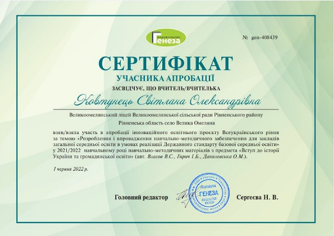 Генеза
№ gen-408439
СЕРТИФІКАТ
УЧАСНИКА АПРОБАЦІЇ
ЗАСВІДЧУЄ, ЩО ВЧИТЕЛЬ/ВЧИТЕЛЬКА
Ковтунець Світлана Олександрівна
Великоомелянський ліцей Великоомелянської сільської ради Рівненського району
Рівненська область село Велика Омеляна
взяв/взяла участь в апробації інноваційного освітнього проєкту Всеукраїнського рівня
за темою «Розроблення і впровадження навчально-методичного забезпечення для закладів
загальної середньої освіти в умовах реалізації Державного стандарту базової середньої освіти»
у 2021/2022 навчальному році навчально-методичних матеріалів з предмета «Вступ до історії
України та громадянської освіти» (авт. Власов В.С., Гирич І.Б., Данилевська О.М.).
1 червня 2022 р.
Головний редактор
ГЕНЕЗА
Сергєєва Н. В.